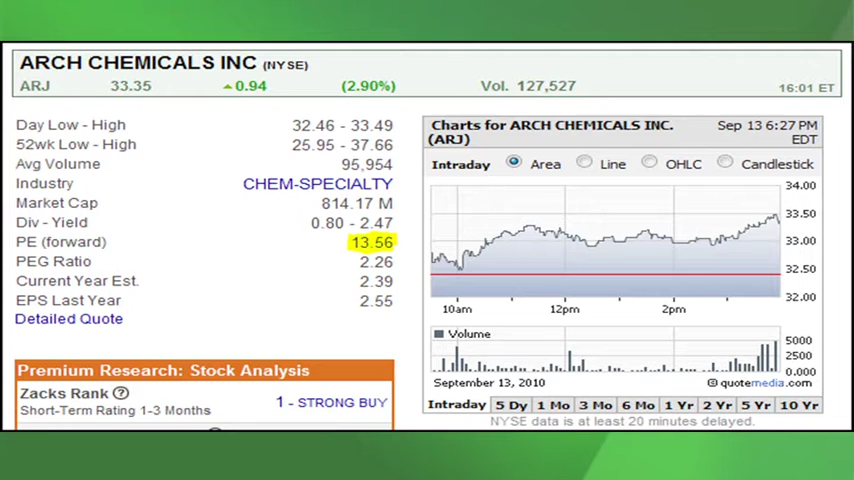 ARCH CHEMICALS INC (NYSE)
ARJ 33.35 0.94 (2.90%) Vol. 127,527 16:01 ET
Day Low - High 32.46 - 33.49
52wk Low - High 25.95 - 37.66
Avg Volume 95,954
Industry CHEM-SPECIALTY
Market Cap 814.17 M
Div - Yield 0.80 - 2.47
PE (forward) 13.56
PEG Ratio 2.26
Current Year Est. 2.39
EPS Last Year 2.55
Detailed Quote
Premium Research: Stock Analysis
Zacks Rank ?
Short-Term Rating 1-3 Months
1 - STRONG BUY
Charts for ARCH CHEMICALS INC. (ARJ)
Sep 13 6:27 PM EDT
Intraday Area Line OHLC Candlestick
34.00
33.50
33.00
32.50
32.00
10am 12pm 2pm
Volume
5000
2500
0.00
September 13, 2010 © quotemedia.com
Intraday 5 Dy 1 Mo 3 Mo 6 Mo 1 Yr 2 Yr 5 Yr 10 Yr
NYSE data is at least 20 minutes delayed.